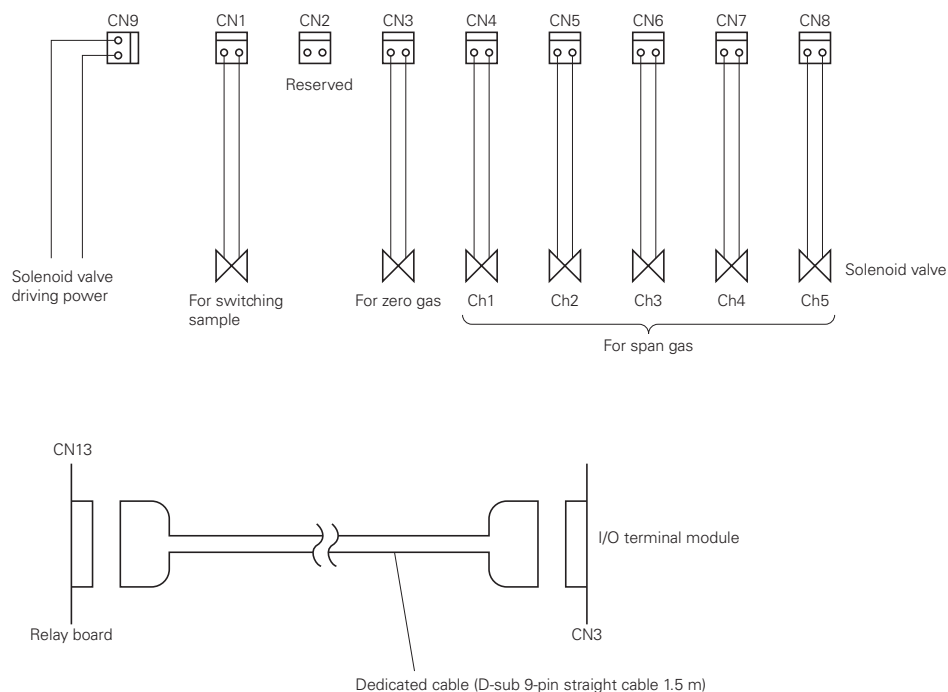 CN9
CN1
CN2
CN3
CN4
CN5
CN6
CN7
CN8
Reserved
Solenoid valve
driving power
For switching
sample
For zero gas
Ch1
Ch2
Ch3
Ch4
Ch5
Solenoid valve
For span gas
CN13
I/O terminal module
Relay board
CN3
Dedicated cable (D-sub 9-pin straight cable 1.5 m)